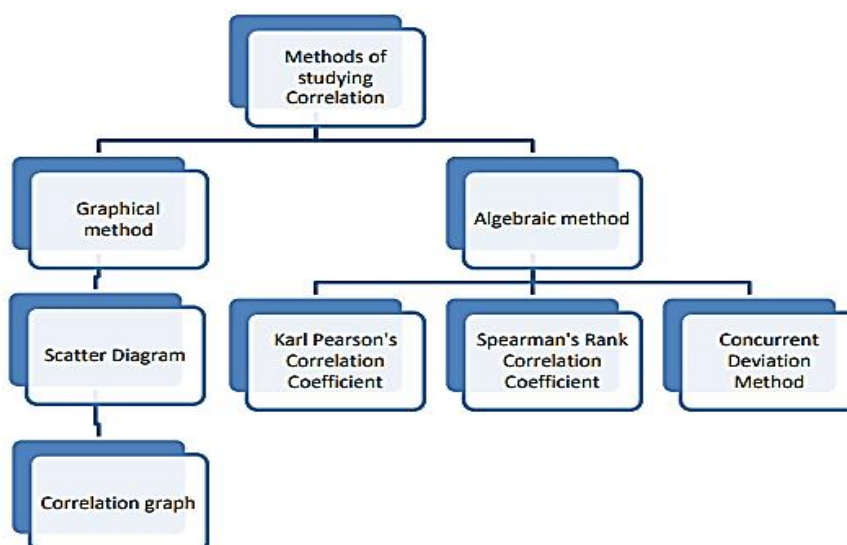 Methods of
studying
Correlation
Graphical
method
Algebraic method
Scatter Diagram
Karl Pearson's
Correlation
Coefficient
Spearman's Rank
Correlation
Coefficient
Concurrent
Deviation
Method
Correlation graph